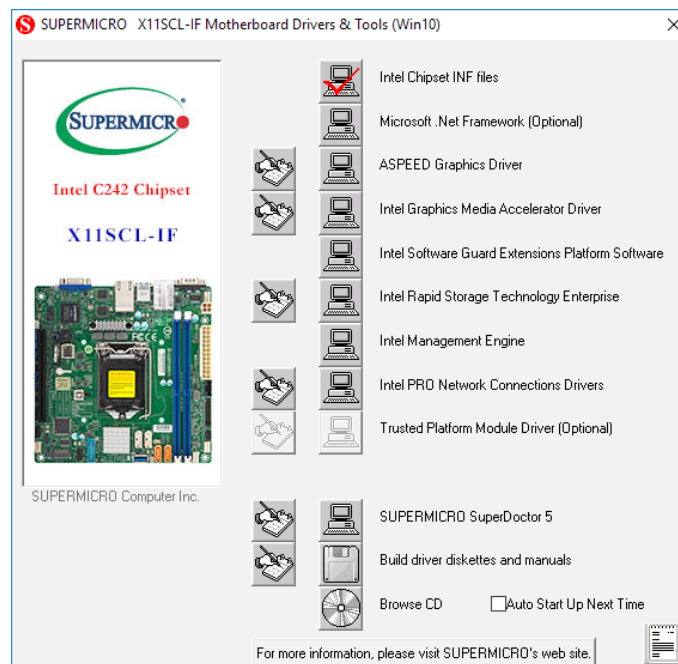 SUPERMICRO X11SCL-IF Motherboard Drivers & Tools (Win10)
SUPERMICR
Intel C242 Chipset
X11SCL-IF
SUPERMICRO Computer Inc.
Intel Chipset INF files
Microsoft .Net Framework (Optional)
ASPEED Graphics Driver
Intel Graphics Media Accelerator Driver
Intel Software Guard Extensions Platform Software
Intel Rapid Storage Technology Enterprise
Intel Management Engine
Intel PRO Network Connections Drivers
Trusted Platform Module Driver (Optional)
SUPERMICRO SuperDoctor 5
Build driver diskettes and manuals
Browse CD Auto Start Up Next Time
For more information, please visit SUPERMICRO's web site.